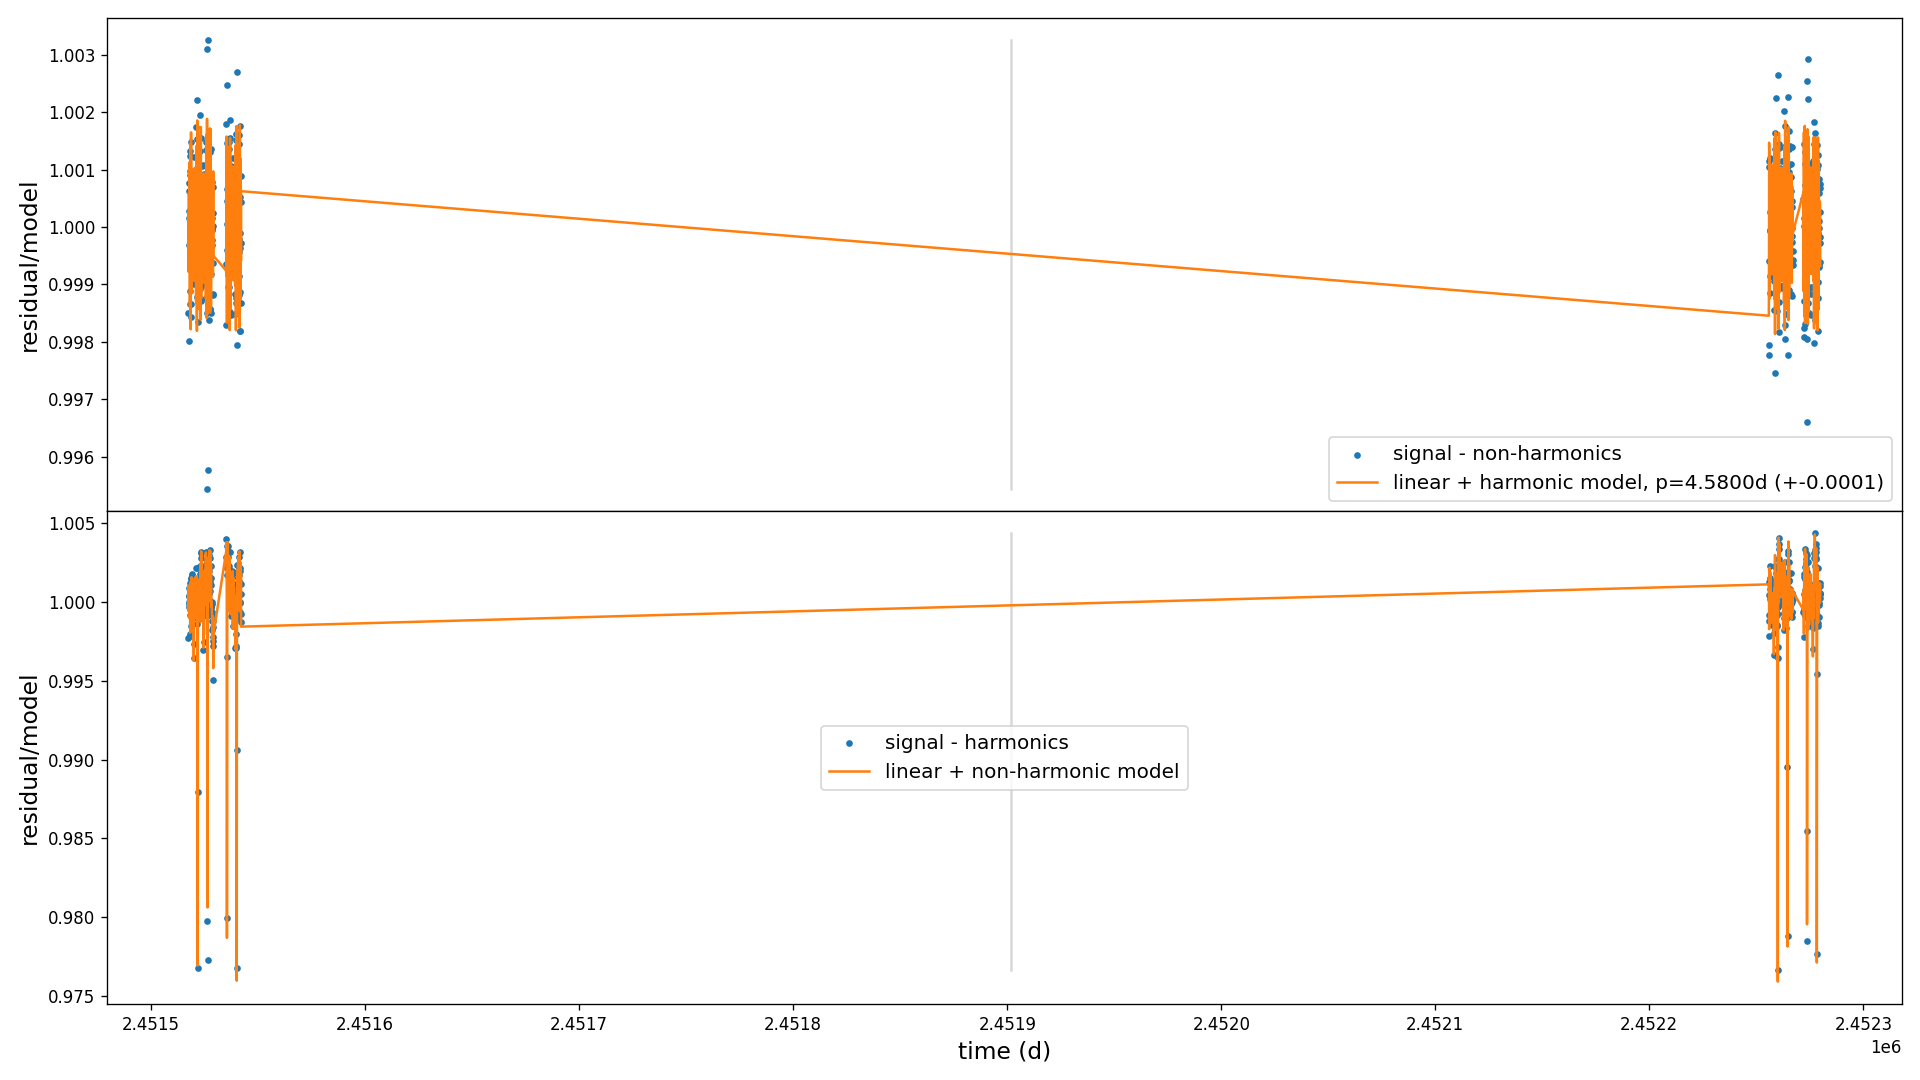 1.003
1.002
1.001
1.000
0.999
0.998
0.997
0.996
residual/model
signal - non-harmonics
linear + harmonic model, p=4.5800d (+-0.0001)
1.005
1.000
0.995
0.990
0.985
0.980
0.975
residual/model
signal - harmonics
linear + non-harmonic model
2.4515 2.4516 2.4517 2.4518 2.4519 2.4520 2.4521 2.4522 2.4523
1e6
time (d)